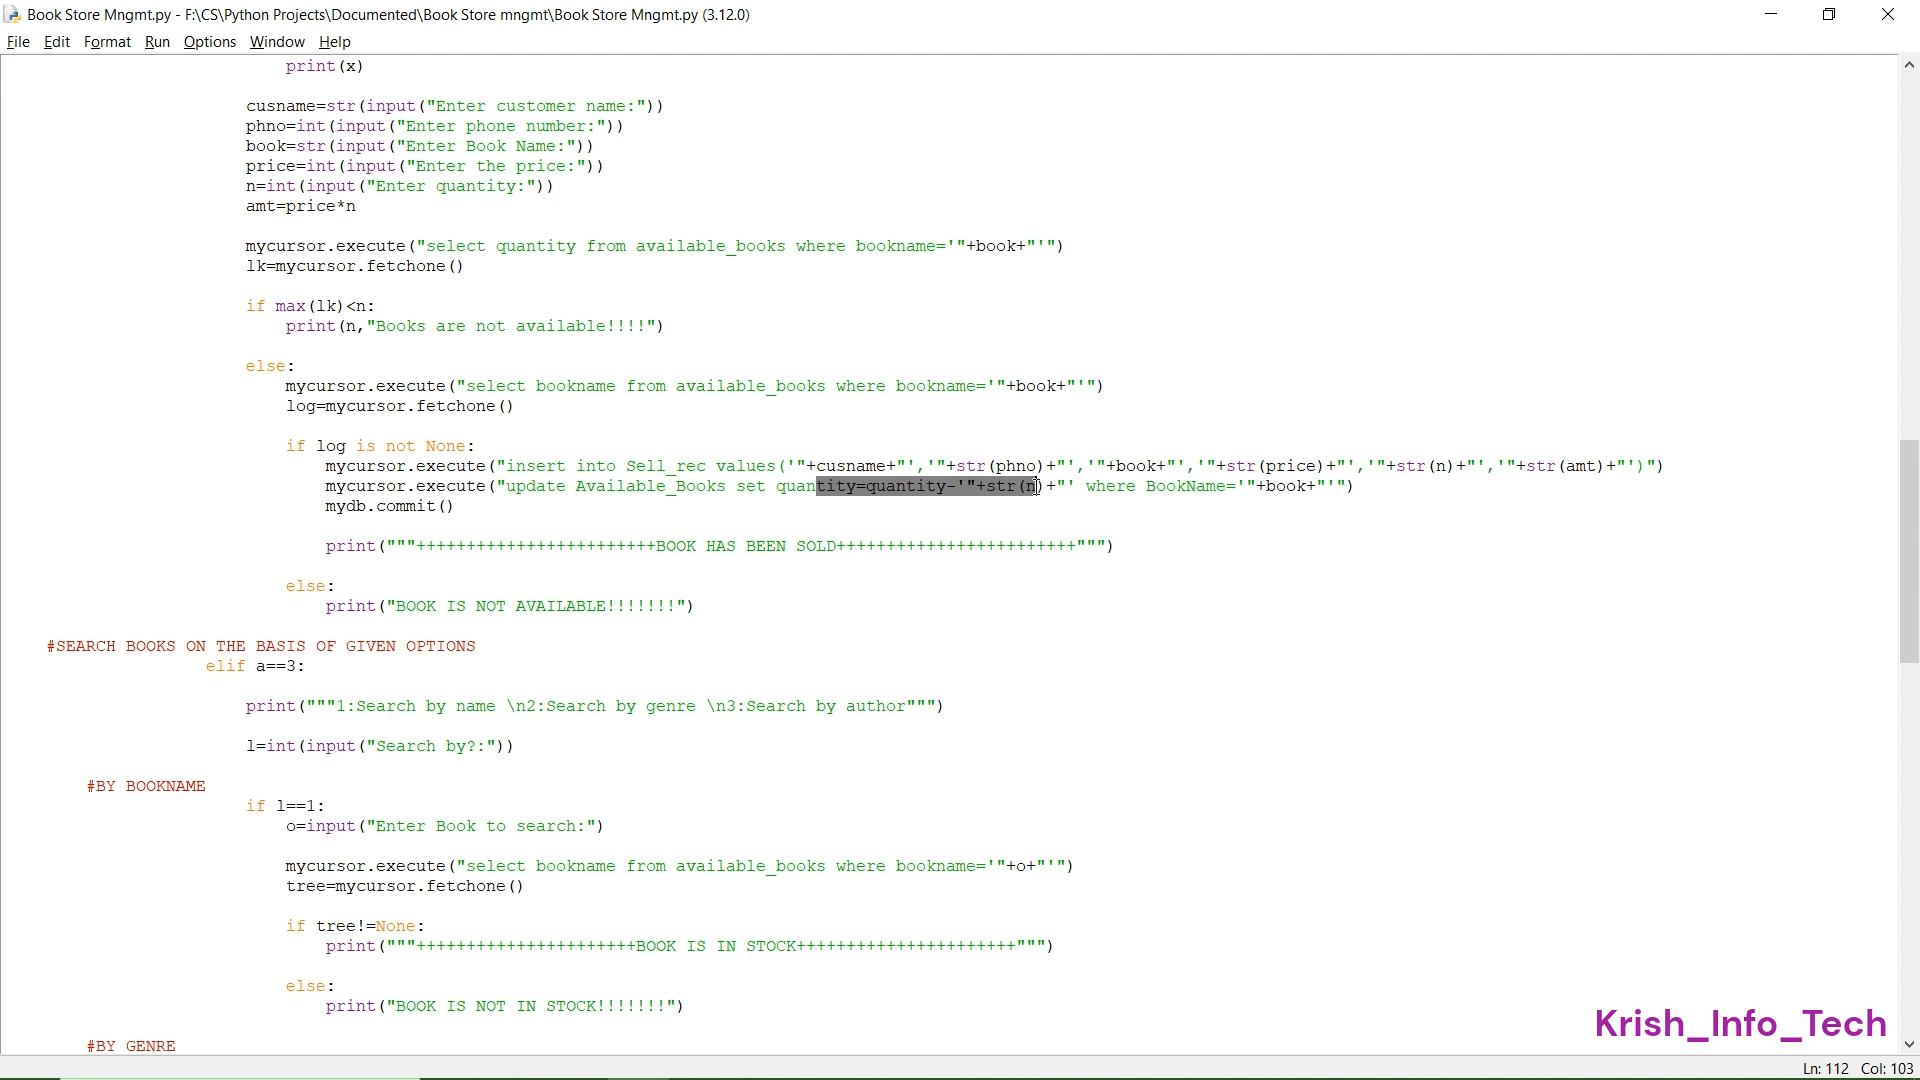 Book Store Mngmt.py - F:\CS\Python Projects\Documented\Book Store mngmt\Book Store Mngmt.py (3.12.0)
File Edit Format Run Options Window Help
print(x)
cusname=str(input("Enter customer name:"))
phno=int(input("Enter phone number:"))
book=str(input("Enter Book Name:"))
price=int(input("Enter the price:"))
n=int(input("Enter quantity:"))
amt=price*n
mycursor.execute("select quantity from available_books where bookname='"+book+"'")
lk=mycursor.fetchone()
if max(lk)<n:
print(n,"Books are not available!!!!")
else:
mycursor.execute("select bookname from available_books where bookname='"+book+"'")
log=mycursor.fetchone()
if log is not None:
mycursor.execute("insert into Sell_rec values('"+cusname+"','"+str(phno)+"','"+book+"','"+str(price)+"','"+str(n)+"','"+str(amt)+"')")
mycursor.execute("update Available_Books set quantity=quantity-'"+str(n)+"' where BookName='"+book+"'")
mydb.commit()
print("""++++++++++++++++++++++++BOOK HAS BEEN SOLD++++++++++++++++++++++++""")
else:
print("BOOK IS NOT AVAILABLE!!!!!!!")
#SEARCH BOOKS ON THE BASIS OF GIVEN OPTIONS
elif a==3:
print("""1:Search by name \n2:Search by genre \n3:Search by author""")
l=int(input("Search by?:"))
#BY BOOKNAME
if l==1:
o=input("Enter Book to search:")
mycursor.execute("select bookname from available_books where bookname='"+o+"'")
tree=mycursor.fetchone()
if tree!=None:
print("""++++++++++++++++++++++BOOK IS IN STOCK++++++++++++++++++++++""")
else:
print("BOOK IS NOT IN STOCK!!!!!!!")
Krish_Info_Tech
#BY GENRE
Ln: 112 Col: 103